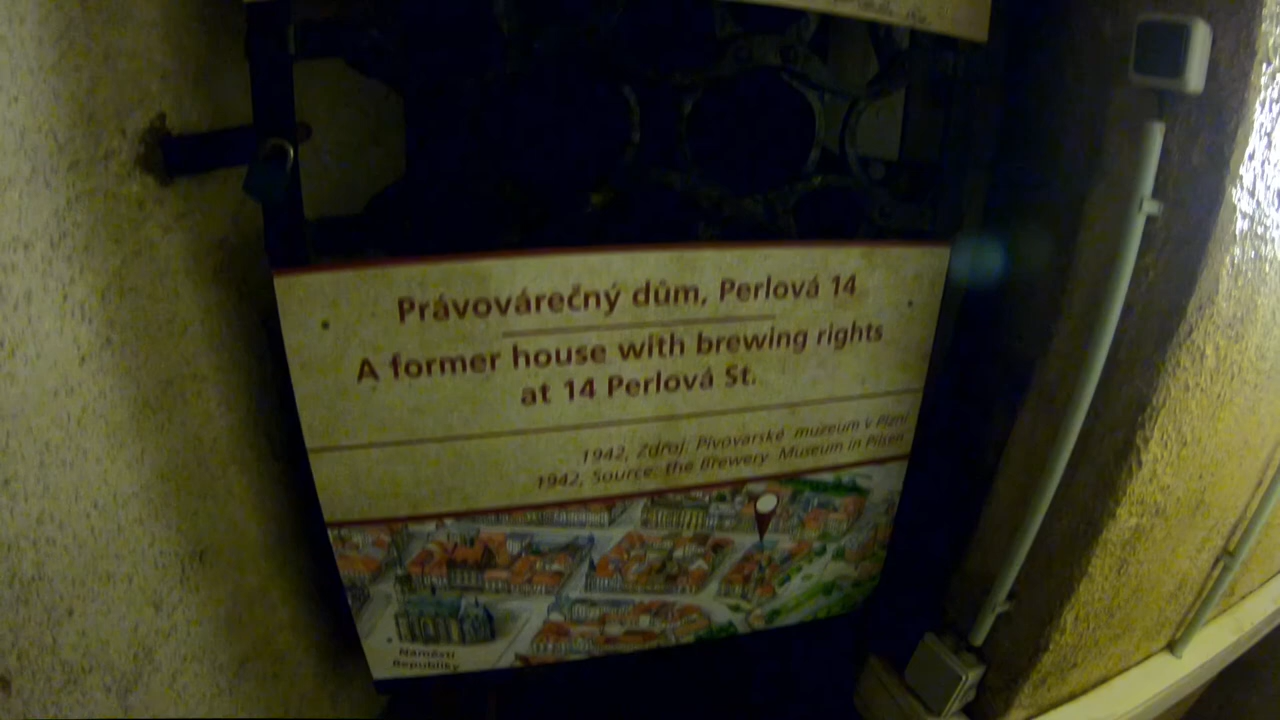 Právovárečný dům, Perlová 14
A former house with brewing rights
at 14 Perlová St.
1942, Zdroj: Pivovarské muzeum v Plzni
1942, Source: the Brewery Museum in Pilsen
Náměstí
Republiky